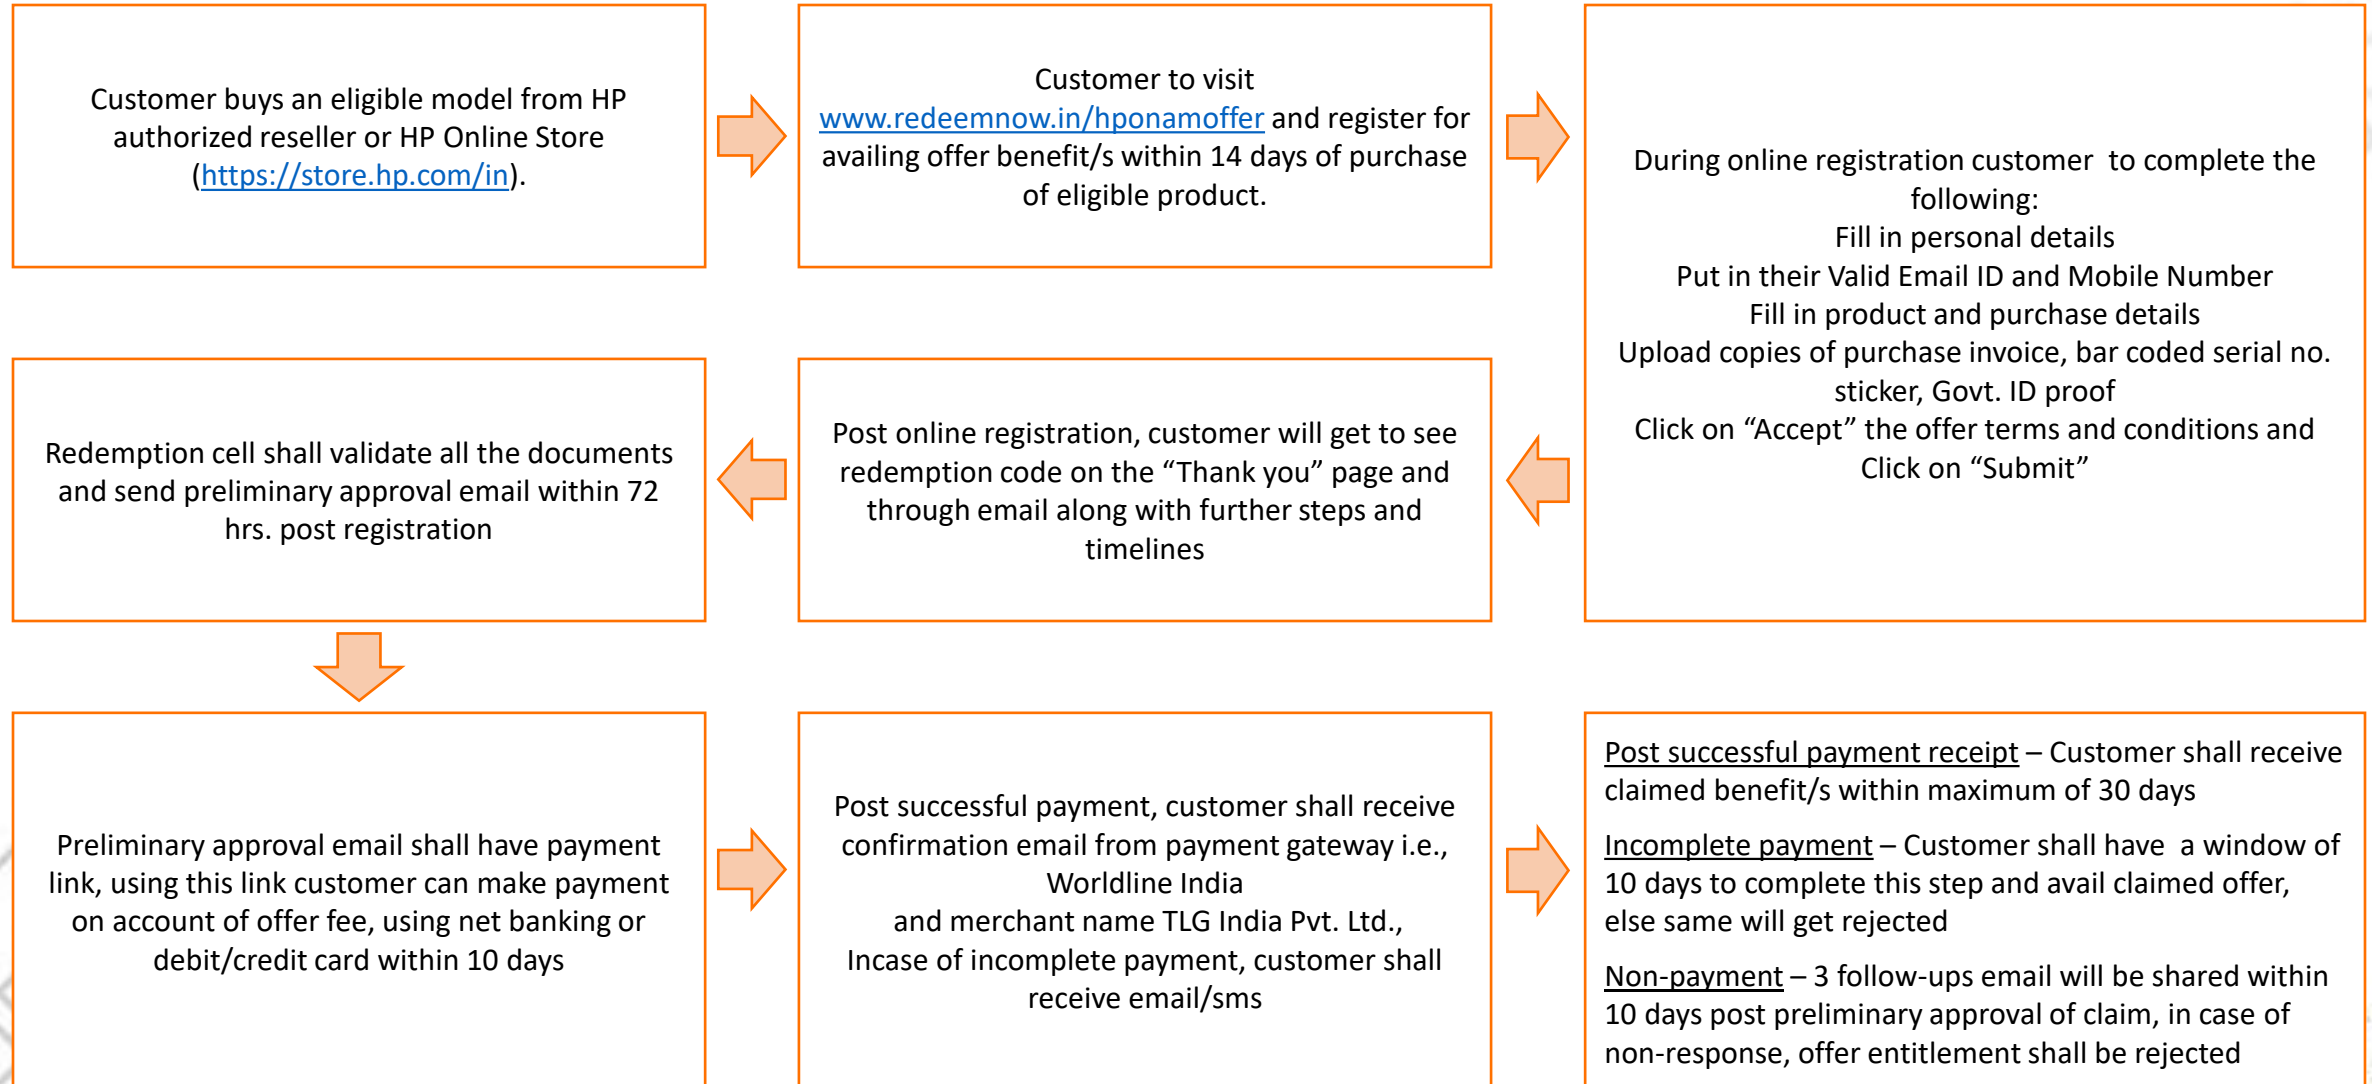 Customer buys an eligible model from HP
authorized reseller or HP Online Store
(https://store.hp.com/in).
Customer to visit
www.redeemnow.in/hponamoffer and register for
availing offer benefit/s within 14 days of purchase
of eligible product.
During online registration customer  to complete the
following:
Fill in personal details
Put in their Valid Email ID and Mobile Number
Fill in product and purchase details
Upload copies of purchase invoice, bar coded serial no.
sticker, Govt. ID proof
Click on “Accept” the offer terms and conditions and
Click on “Submit”
Post online registration, customer will get to see
redemption code on the “Thank you” page and
through email along with further steps and
timelines
Redemption cell shall validate all the documents
and send preliminary approval email within 72
hrs. post registration
Preliminary approval email shall have payment
link, using this link customer can make payment
on account of offer fee, using net banking or
debit/credit card within 10 days
Post successful payment, customer shall receive
confirmation email from payment gateway i.e.,
Worldline India
and merchant name TLG India Pvt. Ltd.,
Incase of incomplete payment, customer shall
receive email/sms
Post successful payment receipt – Customer shall receive
claimed benefit/s within maximum of 30 days
Incomplete payment – Customer shall have  a window of
10 days to complete this step and avail claimed offer,
else same will get rejected
Non-payment – 3 follow-ups email will be shared within
10 days post preliminary approval of claim, in case of
non-response, offer entitlement shall be rejected